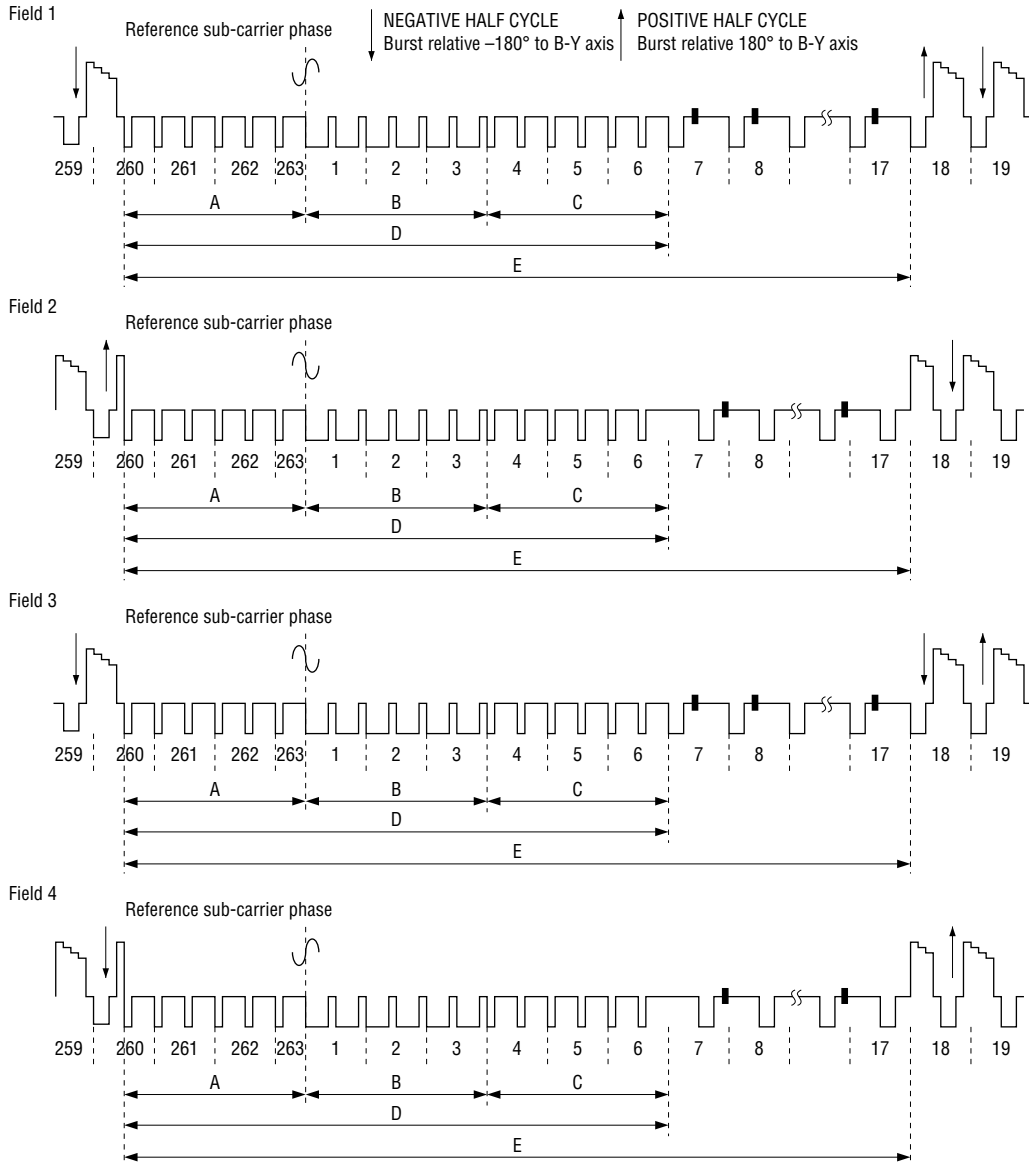 Field 1
Reference sub-carrier phase
NEGATIVE HALF CYCLE
Burst relative –180° to B-Y axis
POSITIVE HALF CYCLE
Burst relative 180° to B-Y axis
259 260 261 262 263 1 2 3 4 5 6 7 8 17 18 19
A B C
D
E
Field 2
Reference sub-carrier phase
259 260 261 262 263 1 2 3 4 5 6 7 8 17 18 19
A B C
D
E
Field 3
Reference sub-carrier phase
259 260 261 262 263 1 2 3 4 5 6 7 8 17 18 19
A B C
D
E
Field 4
Reference sub-carrier phase
259 260 261 262 263 1 2 3 4 5 6 7 8 17 18 19
A B C
D
E